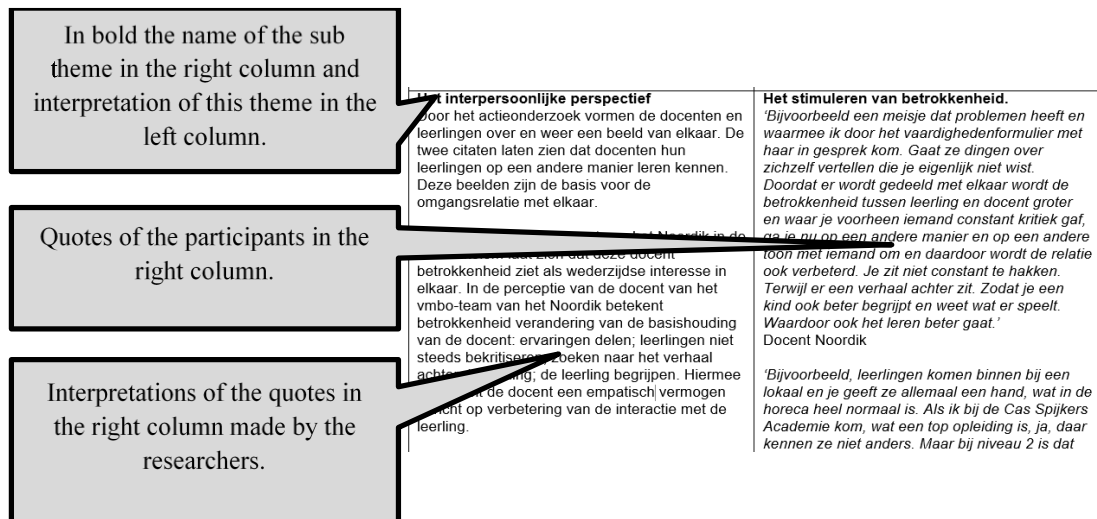 In bold the name of the sub
theme in the right column and
interpretation of this theme in the
left column.
Quotes of the participants in the
right column.
Interpretations of the quotes in
the right column made by the
researchers.
Het interpersoonlijke perspectief
Door het actieonderzoek vormen de docenten en
leerlingen over en weer een beeld van elkaar. De
twee citaten laten zien dat docenten hun
leerlingen op een andere manier leren kennen.
Deze beelden zijn de basis voor de
omgangsrelatie met elkaar.
het Noordik in de
laat zien dat deze docent
betrokkenheid ziet als wederzijdse interesse in
elkaar. In de perceptie van de docent van het
vmbo-team van het Noordik betekent
betrokkenheid verandering van de basishouding
van de docent: ervaringen delen; leerlingen niet
steeds bekritiseren; zoeken naar het verhaal
de leerling begrijpen. Hiermee
de docent een empatisch vermogen
op verbetering van de interactie met de
leerling.
Het stimuleren van betrokkenheid.
‘Bijvoorbeeld een meisje dat problemen heeft en
waarmee ik door het vaardighedenformulier met
haar in gesprek kom. Gaat ze dingen over
zichzelf vertellen die je eigenlijk niet wist.
Doordat er wordt gedeeld met elkaar wordt de
betrokkenheid tussen leerling en docent groter
en waar je voorheen iemand constant kritiek gaf,
ga je nu op een andere manier en op een andere
toon met iemand om en daardoor wordt de relatie
ook verbeterd. Je zit niet constant te hakken.
Terwijl er een verhaal achter zit. Zodat je een
kind ook beter begrijpt en weet wat er speelt.
Waardoor ook het leren beter gaat.’
Docent Noordik
‘Bijvoorbeeld, leerlingen komen binnen bij een
lokaal en je geeft ze allemaal een hand, wat in de
horeca heel normaal is. Als ik bij de Cas Spijkers
Academie kom, wat een top opleiding is, ja, daar
kennen ze niet anders. Maar bij niveau 2 is dat